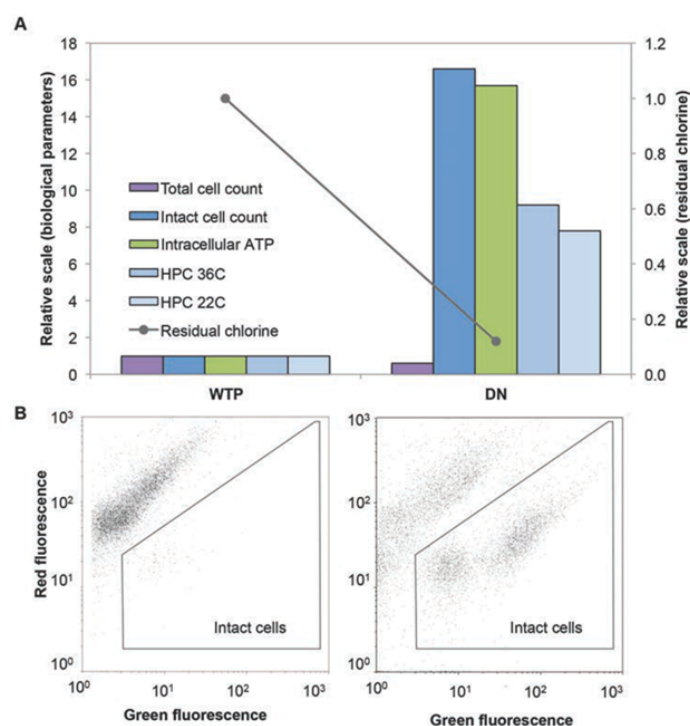 A
Relative scale (biological parameters)
18
16
14
12
10
8
6
4
2
0
Total cell count
Intact cell count
Intracellular ATP
HPC 36C
HPC 22C
Residual chlorine
WTP
DN
1.2
1.0
0.8
0.6
0.4
0.2
0.0
Relative scale (residual chlorine)
B
Red fluorescence
10³
10²
10¹
10⁰
Intact cells
10⁰ 10¹ 10² 10³
Green fluorescence
10³
10²
10¹
10⁰
Intact cells
10⁰ 10¹ 10² 10³
Green fluorescence